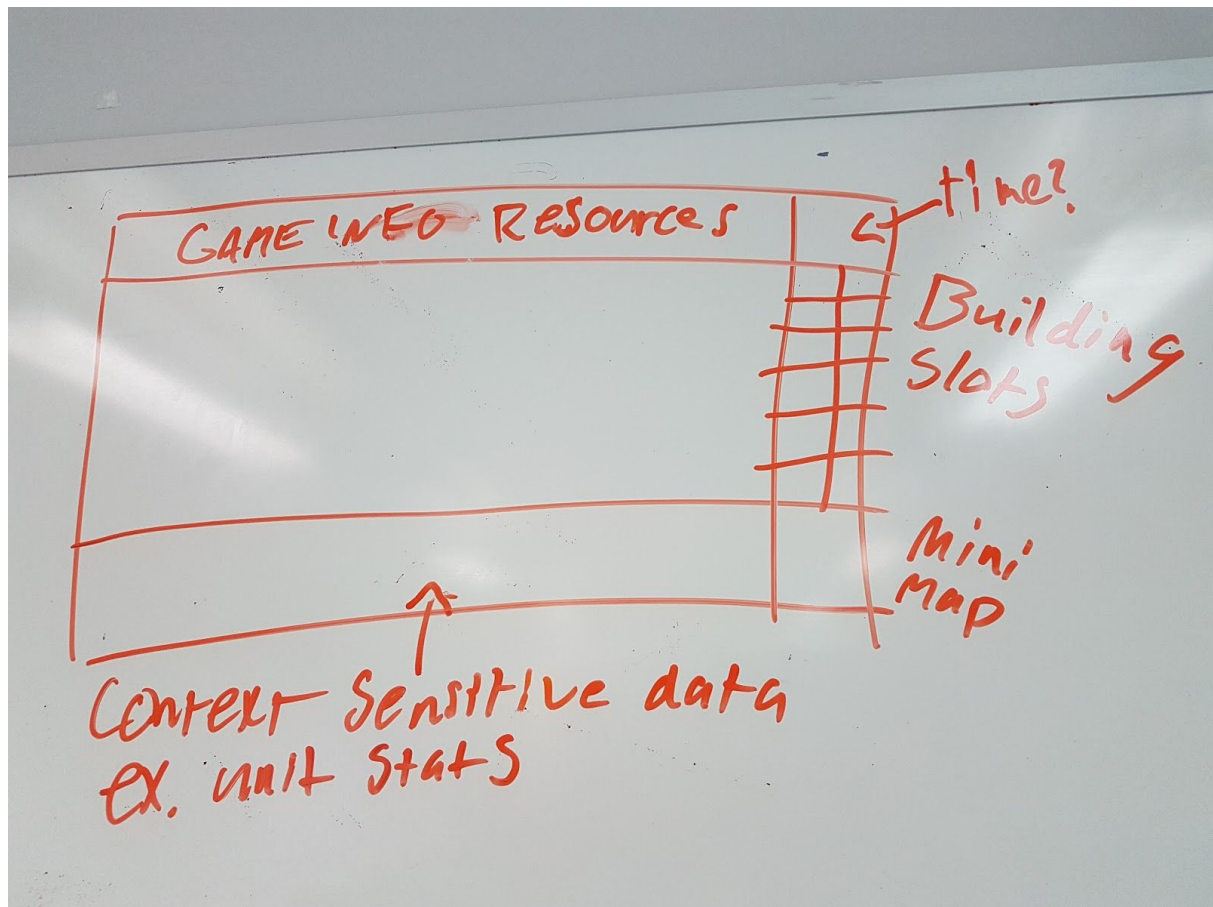 GAME INFO Resources
time?
Building
Slots
Mini
Map
Context Sensitive data
ex. unit stats